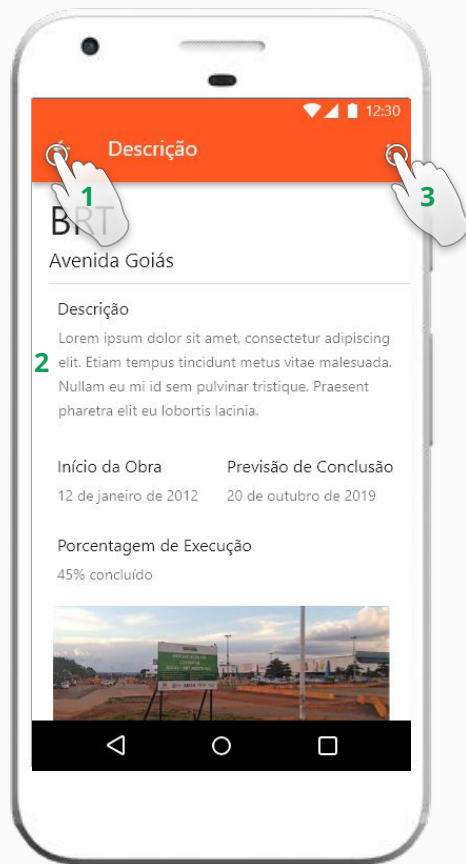 12:30
Descrição
1
3
BRT
Avenida Goiás
Descrição
Lorem ipsum dolor sit amet, consectetur adipiscing
2
elit. Etiam tempus tincidunt metus vitae malesuada.
Nullam eu mi id sem pulvinar tristique. Praesent
pharetra elit eu lobortis lacinia.
Início da Obra
Previsão de Conclusão
12 de janeiro de 2012
20 de outubro de 2019
Porcentagem de Execução
45% concluído